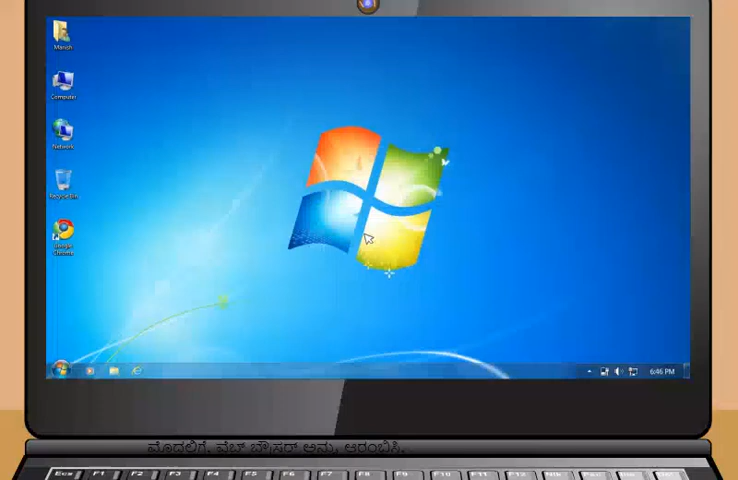 Manish
Computer
Network
Recycle Bin
Google
Chrome
6:46 PM
ಮೊದಲಿಗೆ, ವೆಬ್ ಬ್ರೌಸರ್ ಅನ್ನು ಆರಂಭಿಸಿ.
Esc F1 F2 F3 F4 F5 F6 F7 F8 F9 F10 F11 F12